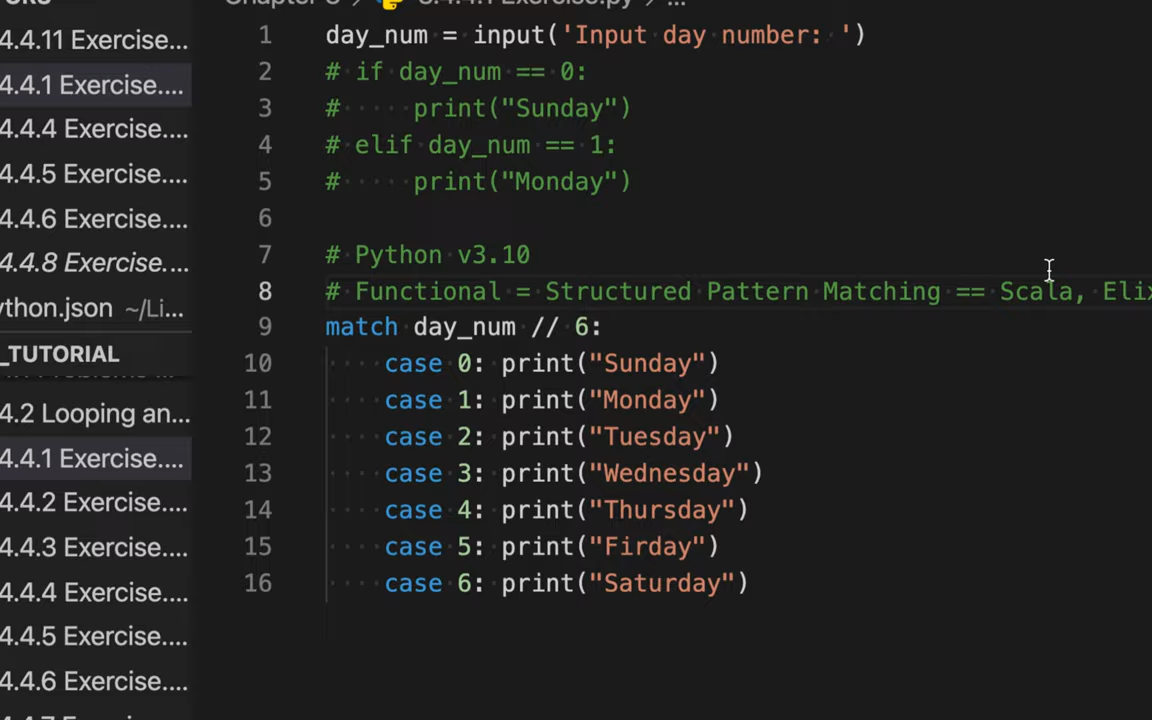 4.4.11 Exercise...
4.4.1 Exercise....
4.4.4 Exercise....
4.4.5 Exercise....
4.4.6 Exercise....
4.4.8 Exercise....
ython.json ~/Li...
_TUTORIAL
4.2 Looping an...
4.4.1 Exercise....
4.4.2 Exercise....
4.4.3 Exercise....
4.4.4 Exercise....
4.4.5 Exercise....
4.4.6 Exercise....
1 day_num = input('Input day number: ')
2 # if day_num == 0:
3 #     print("Sunday")
4 # elif day_num == 1:
5 #     print("Monday")
6
7 # Python v3.10
8 # Functional = Structured Pattern Matching == Scala, Elix
9 match day_num // 6:
10     case 0: print("Sunday")
11     case 1: print("Monday")
12     case 2: print("Tuesday")
13     case 3: print("Wednesday")
14     case 4: print("Thursday")
15     case 5: print("Firday")
16     case 6: print("Saturday")